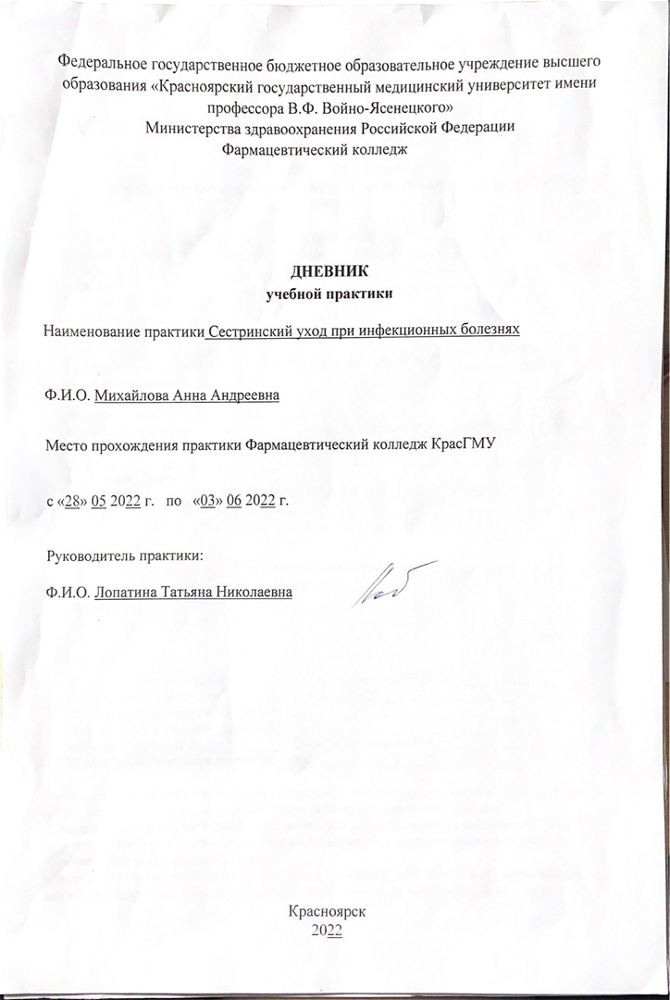 Федеральное государственное бюджетное образовательное учреждение высшего
образования «Красноярский государственный медицинский университет имени
профессора В.Ф. Войно-Ясенецкого»
Министерства здравоохранения Российской Федерации
Фармацевтический колледж
ДНЕВНИК
учебной практики
Наименование практики Сестринский уход при инфекционных болезнях
Ф.И.О. Михайлова Анна Андреевна
Место прохождения практики Фармацевтический колледж КрасГМУ
с «28» 05 2022 г. по «03» 06 2022 г.
Руководитель практики:
Ф.И.О. Лопатина Татьяна Николаевна
Красноярск
2022